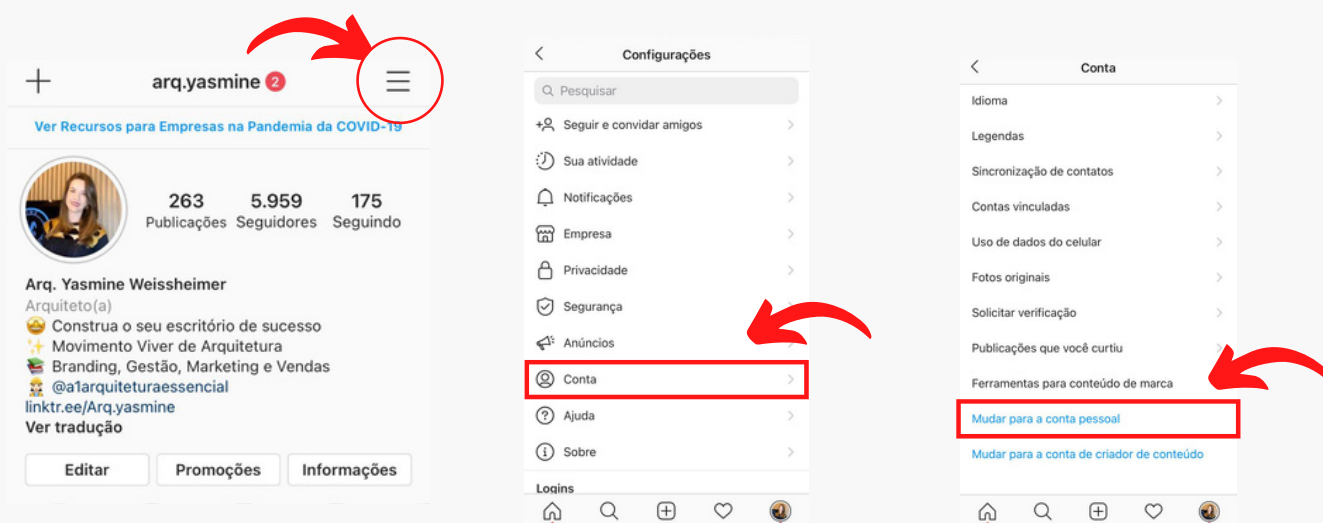 arq.yasmine 2
Ver Recursos para Empresas na Pandemia da COVID-19
263 5.959 175
Publicações Seguidores Seguindo
Arq. Yasmine Weissheimer
Arquiteto(a)
Construa o seu escritório de sucesso
Movimento Viver de Arquitetura
Branding, Gestão, Marketing e Vendas
@a1arquiteturaessencial
linktr.ee/Arq.yasmine
Ver tradução
Editar Promoções Informações
Configurações
Pesquisar
Seguir e convidar amigos
Sua atividade
Notificações
Empresa
Privacidade
Segurança
Anúncios
Conta
Ajuda
Sobre
Logins
Conta
Idioma
Legendas
Sincronização de contatos
Contas vinculadas
Uso de dados do celular
Fotos originais
Solicitar verificação
Publicações que você curtiu
Ferramentas para conteúdo de marca
Mudar para a conta pessoal
Mudar para a conta de criador de conteúdo